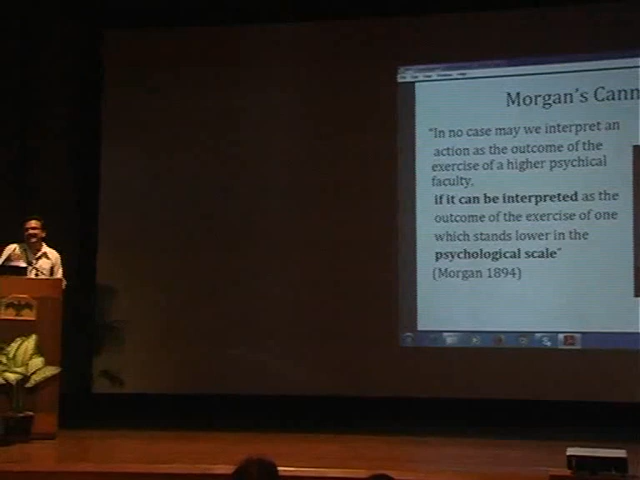 Morgan's Cann
"In no case may we interpret an
action as the outcome of the
exercise of a higher psychical
faculty,
if it can be interpreted as the
outcome of the exercise of one
which stands lower in the
psychological scale"
(Morgan 1894)